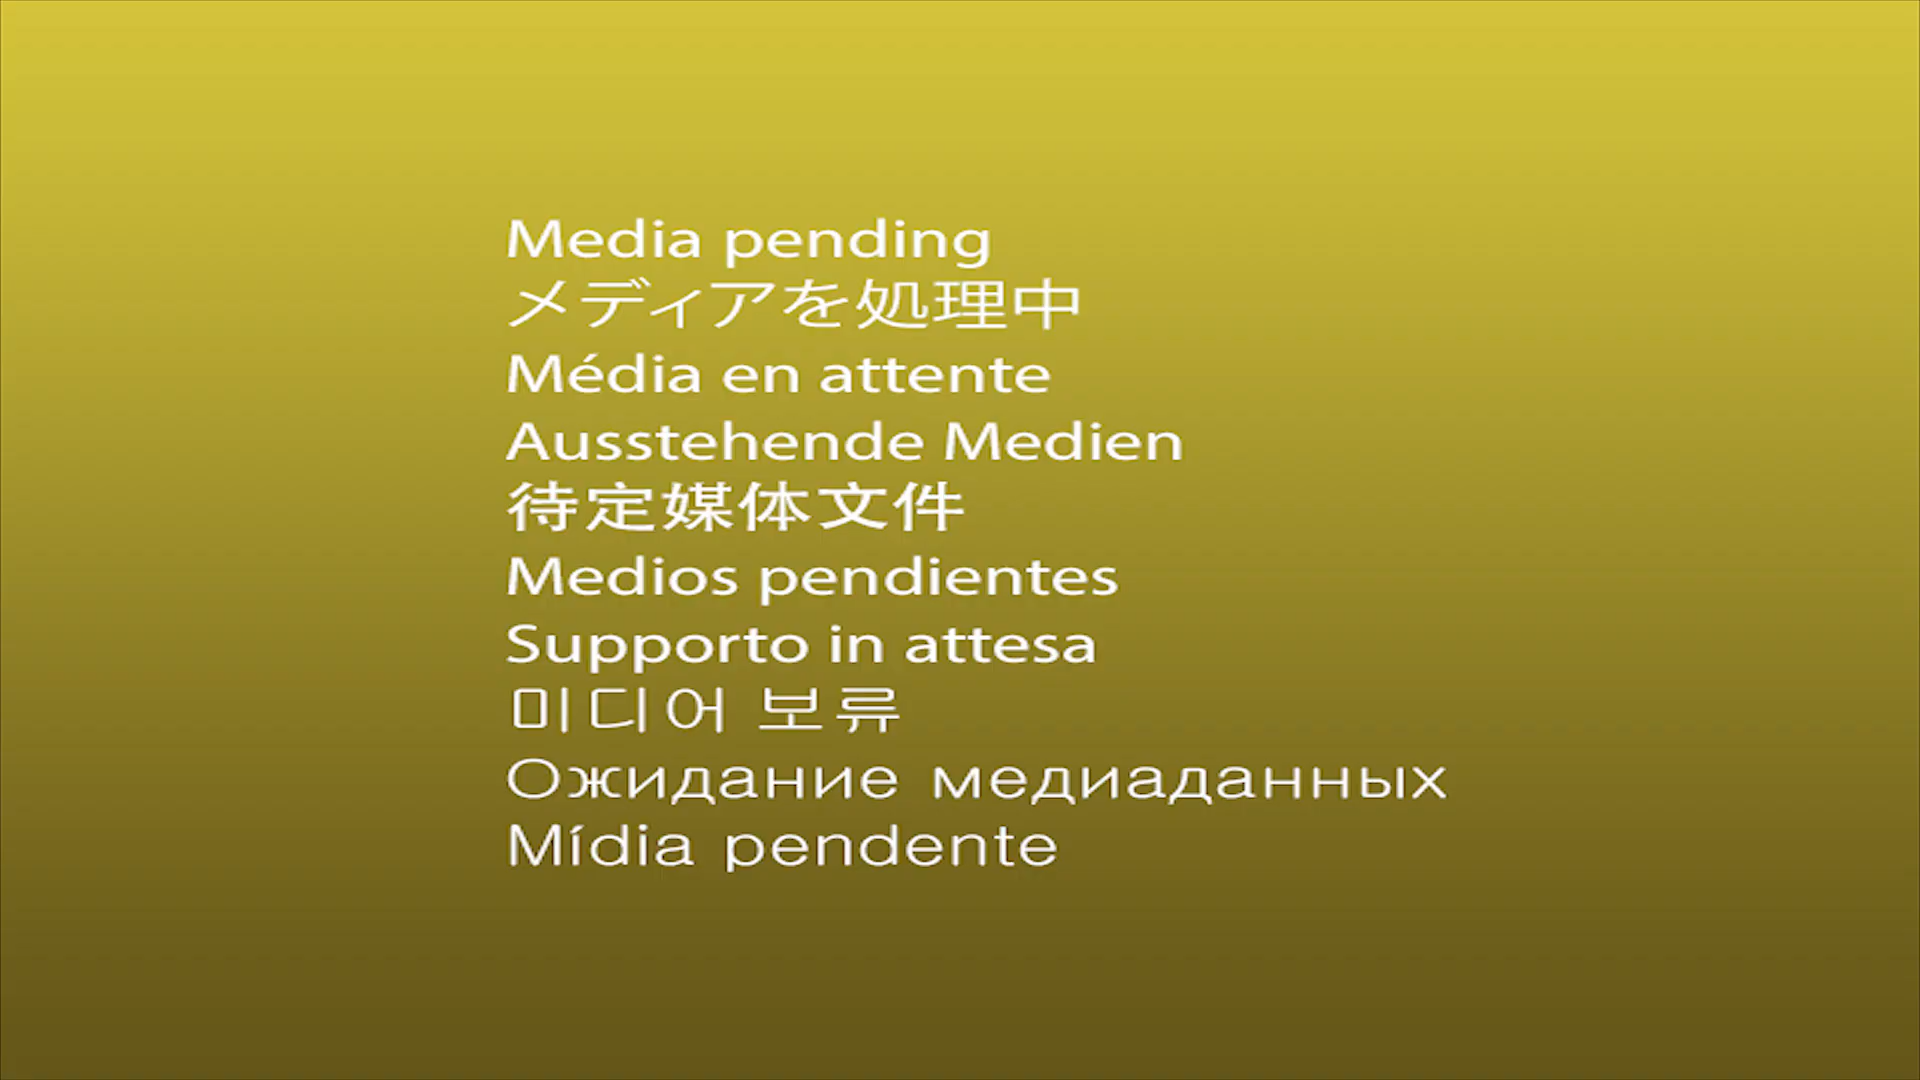 Media pending
メディアを処理中
Média en attente
Ausstehende Medien
待定媒体文件
Medios pendientes
Supporto in attesa
미디어 보류
Ожидание медиаданных
Mídia pendente